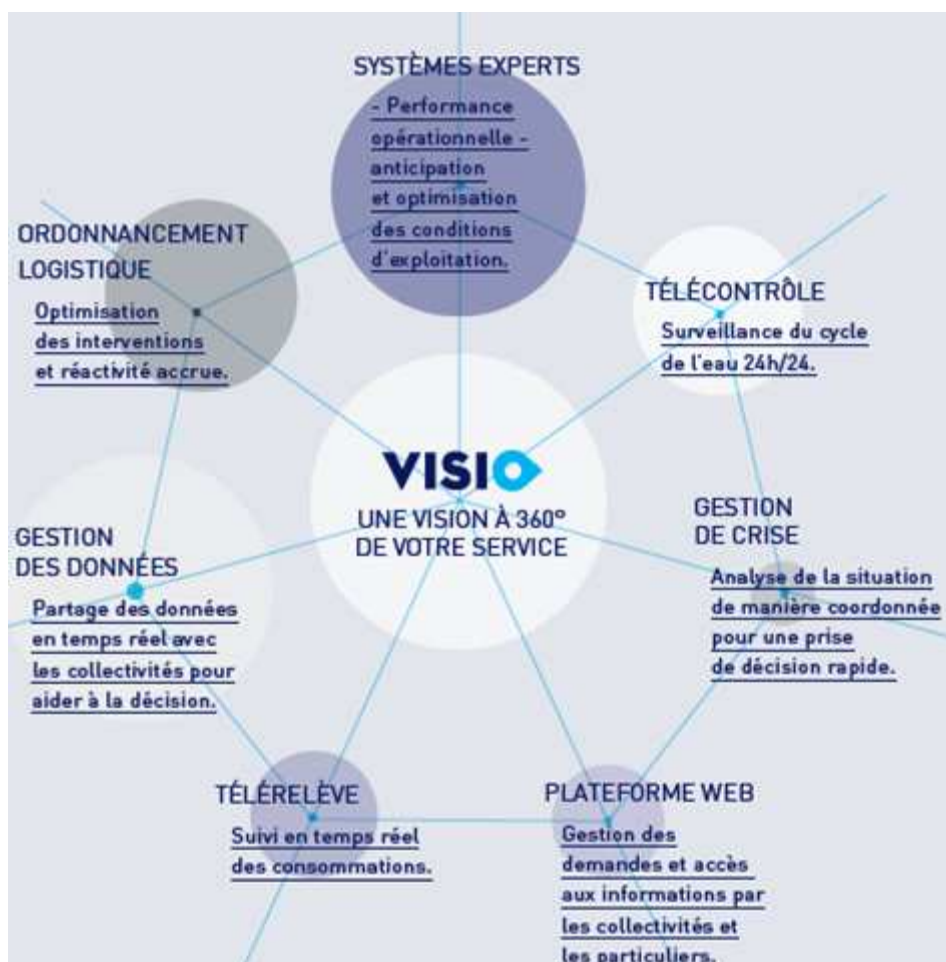 SYSTÈMES EXPERTS
- Performance
opérationnelle -
anticipation
et optimisation
des conditions
d'exploitation.
ORDONNANCEMENT
LOGISTIQUE
Optimisation
des interventions
et réactivité accrue.
TÉLÉCONTRÔLE
Surveillance du cycle
de l'eau 24h/24.
VISIO
UNE VISION À 360°
DE VOTRE SERVICE
GESTION
DES DONNÉES
Partage des données
en temps réel avec
les collectivités pour
aider à la décision.
GESTION
DE CRISE
Analyse de la situation
de manière coordonnée
pour une prise
de décision rapide.
TÉLÉRELÈVE
Suivi en temps réel
des consommations.
PLATEFORME WEB
Gestion des
demandes et accès
aux informations par
les collectivités et
les particuliers.